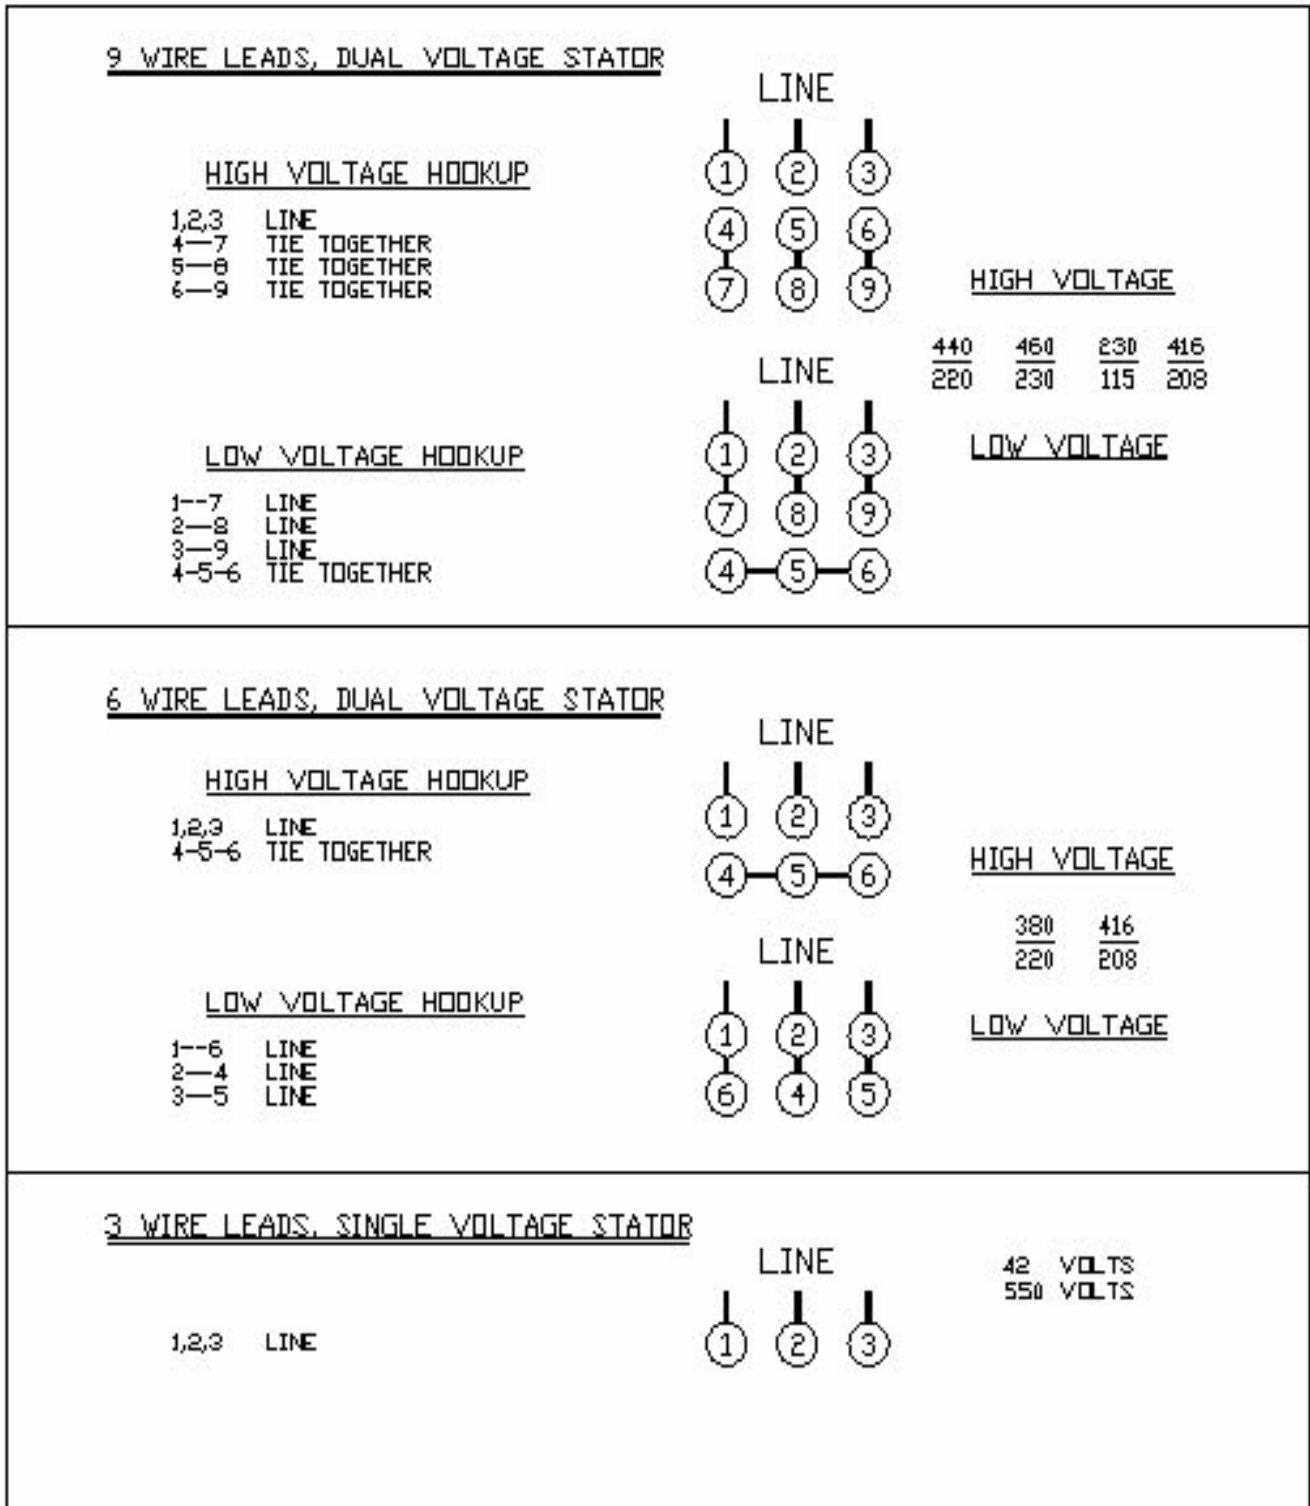 9 WIRE LEADS, DUAL VOLTAGE STATOR
LINE
HIGH VOLTAGE HOOKUP
1 2 3
1,2,3 LINE
4--7 TIE TOGETHER
5--8 TIE TOGETHER
6--9 TIE TOGETHER
4 5 6
7 8 9
HIGH VOLTAGE
440 460 230 416
220 230 115 208
LOW VOLTAGE
LINE
LOW VOLTAGE HOOKUP
1 2 3
1--7 LINE
2--8 LINE
3--9 LINE
4-5-6 TIE TOGETHER
7 8 9
4 5 6
6 WIRE LEADS, DUAL VOLTAGE STATOR
LINE
HIGH VOLTAGE HOOKUP
1,2,3 LINE
4-5-6 TIE TOGETHER
1 2 3
4 5 6
HIGH VOLTAGE
380 416
220 208
LOW VOLTAGE
LINE
LOW VOLTAGE HOOKUP
1--6 LINE
2--4 LINE
3--5 LINE
1 2 3
6 4 5
3 WIRE LEADS, SINGLE VOLTAGE STATOR
LINE
42 VOLTS
550 VOLTS
1,2,3 LINE
1 2 3